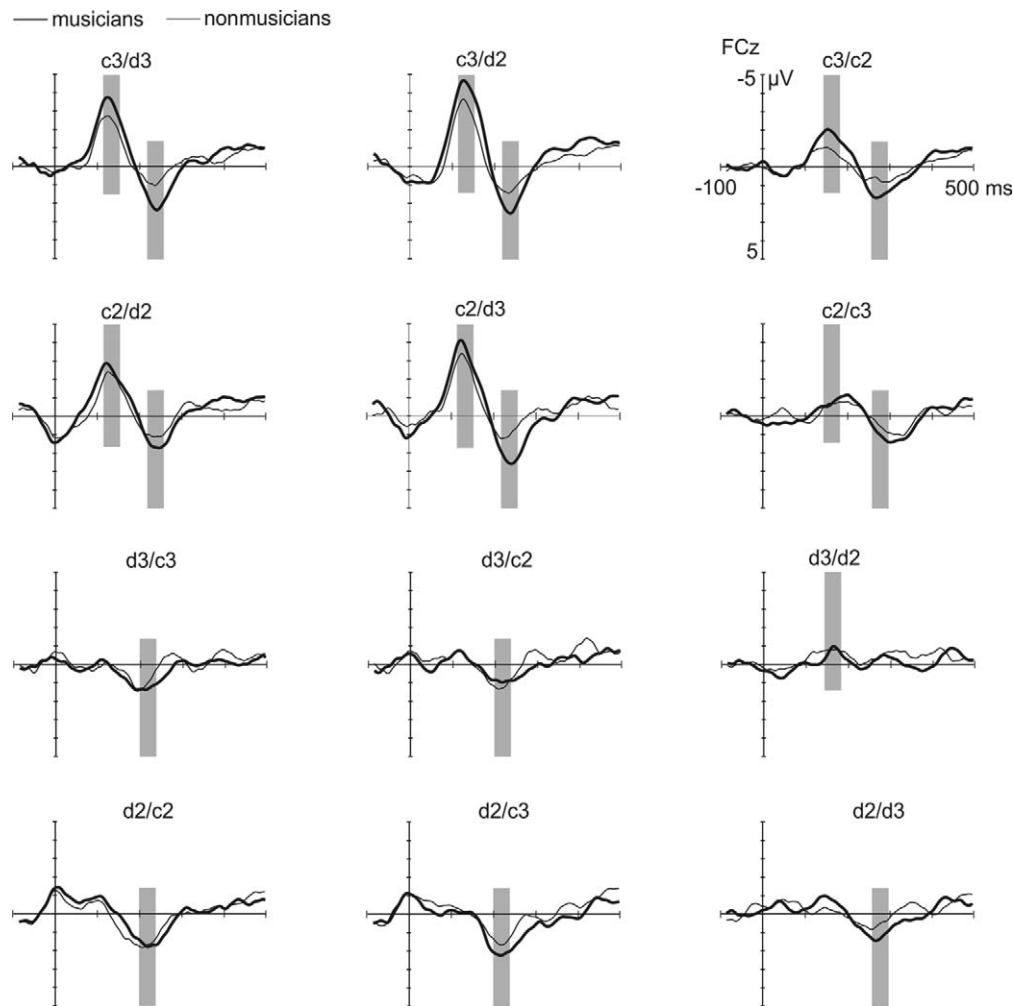 musicians nonmusicians
c3/d3 c3/d2 FCz c3/c2
-5 µV
-100 500 ms
5
c2/d2 c2/d3 c2/c3
d3/c3 d3/c2 d3/d2
d2/c2 d2/c3 d2/d3